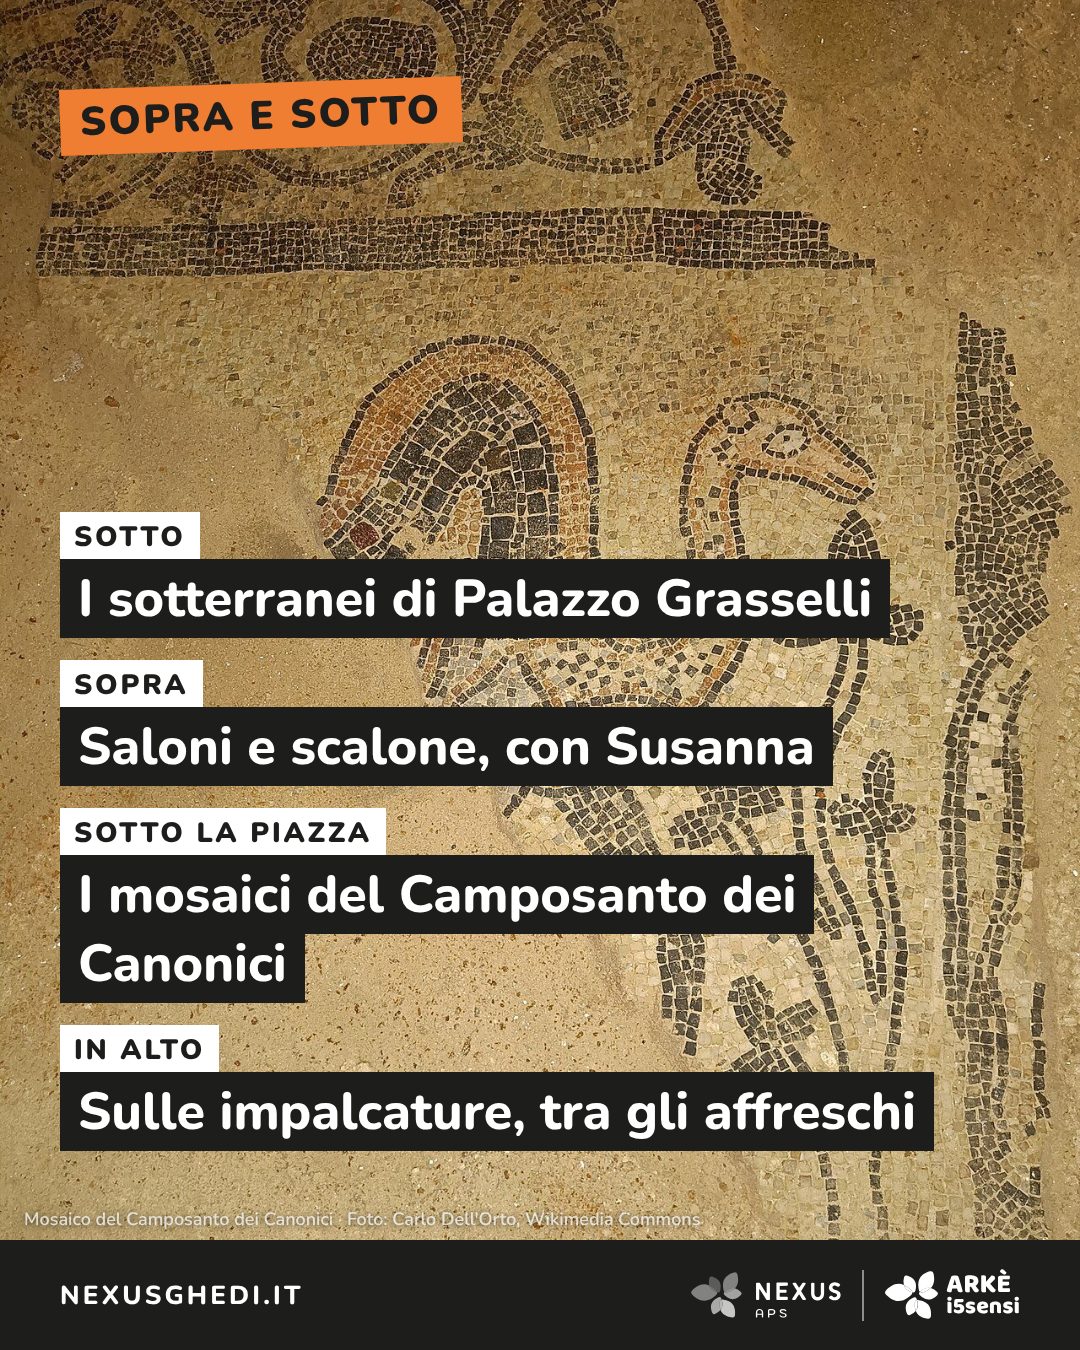 SOPRA E SOTTO
SOTTO
I sotterranei di Palazzo Grasselli
SOPRA
Saloni e scalone, con Susanna
SOTTO LA PIAZZA
I mosaici del Camposanto dei
Canonici
IN ALTO
Sulle impalcature, tra gli affreschi
Mosaico del Camposanto dei Canonici · Foto: Carlo Dell'Orto, Wikimedia Commons
NEXUSGHEDI.IT
NEXUS
APS
ARKÈ
i5sensi